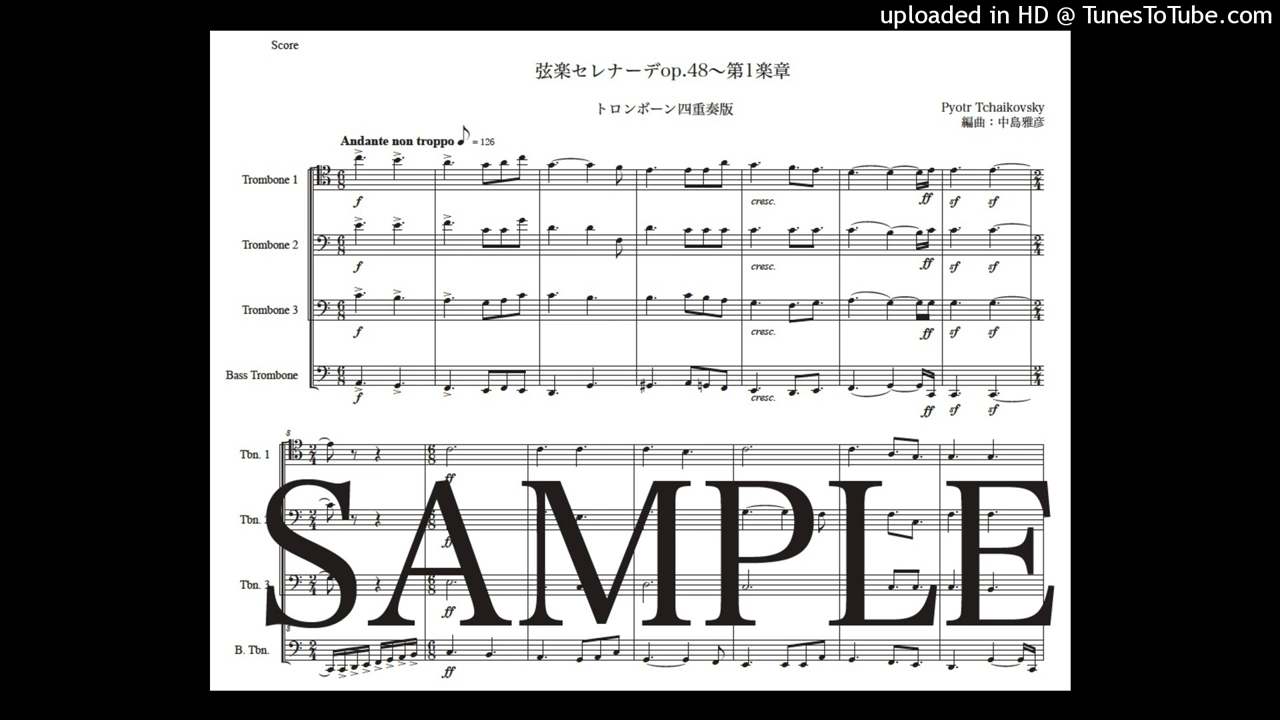 uploaded in HD @ TunesToTube.com
Score
弦楽セレナーデop.48〜第1楽章
トロンボーン四重奏版
Pyotr Tchaikovsky
編曲：中島雅彦
Andante non troppo ♪ = 126
Trombone 1
f
cresc.
ff sf sf
Trombone 2
f
cresc.
ff sf sf
Trombone 3
f
cresc.
ff sf sf
Bass Trombone
f
cresc.
ff sf sf
8
Tbn. 1
ff
Tbn. 2
ff
Tbn. 3
ff
8
B. Tbn.
ff
SAMPLE